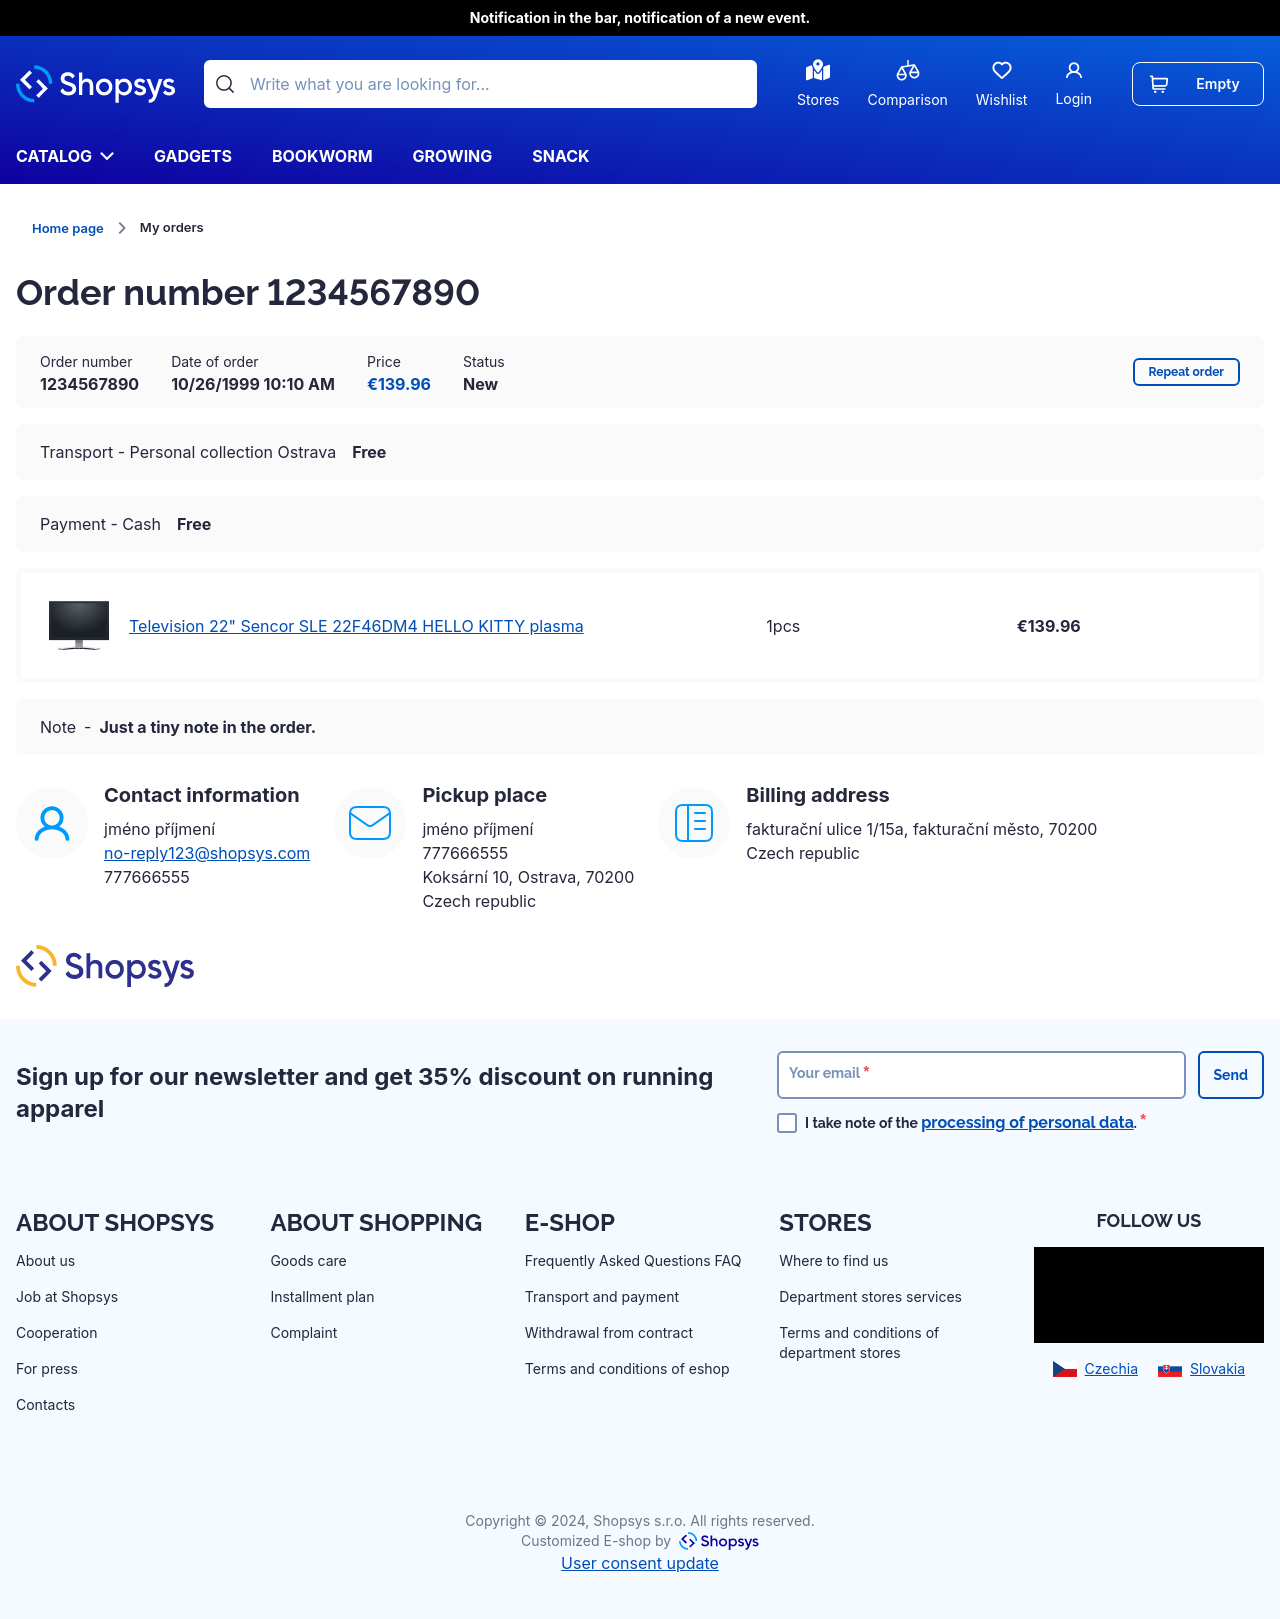 Notification in the bar, notification of a new event.
Shopsys
Write what you are looking for...
Stores
Comparison
Wishlist
Login
Empty
CATALOG
GADGETS
BOOKWORM
GROWING
SNACK
Home page
My orders
Order number 1234567890
Order number
1234567890
Date of order
10/26/1999 10:10 AM
Price
€139.96
Status
New
Repeat order
Transport - Personal collection Ostrava Free
Payment - Cash Free
Television 22" Sencor SLE 22F46DM4 HELLO KITTY plasma
1pcs
€139.96
Note - Just a tiny note in the order.
Contact information
jméno příjmení
no-reply123@shopsys.com
777666555
Pickup place
jméno příjmení
777666555
Koksární 10, Ostrava, 70200
Czech republic
Billing address
fakturační ulice 1/15a, fakturační město, 70200
Czech republic
Shopsys
Sign up for our newsletter and get 35% discount on running
apparel
Your email *
Send
I take note of the processing of personal data. *
ABOUT SHOPSYS
About us
Job at Shopsys
Cooperation
For press
Contacts
ABOUT SHOPPING
Goods care
Installment plan
Complaint
E-SHOP
Frequently Asked Questions FAQ
Transport and payment
Withdrawal from contract
Terms and conditions of eshop
STORES
Where to find us
Department stores services
Terms and conditions of
department stores
FOLLOW US
Czechia
Slovakia
Copyright © 2024, Shopsys s.r.o. All rights reserved.
Customized E-shop by Shopsys
User consent update